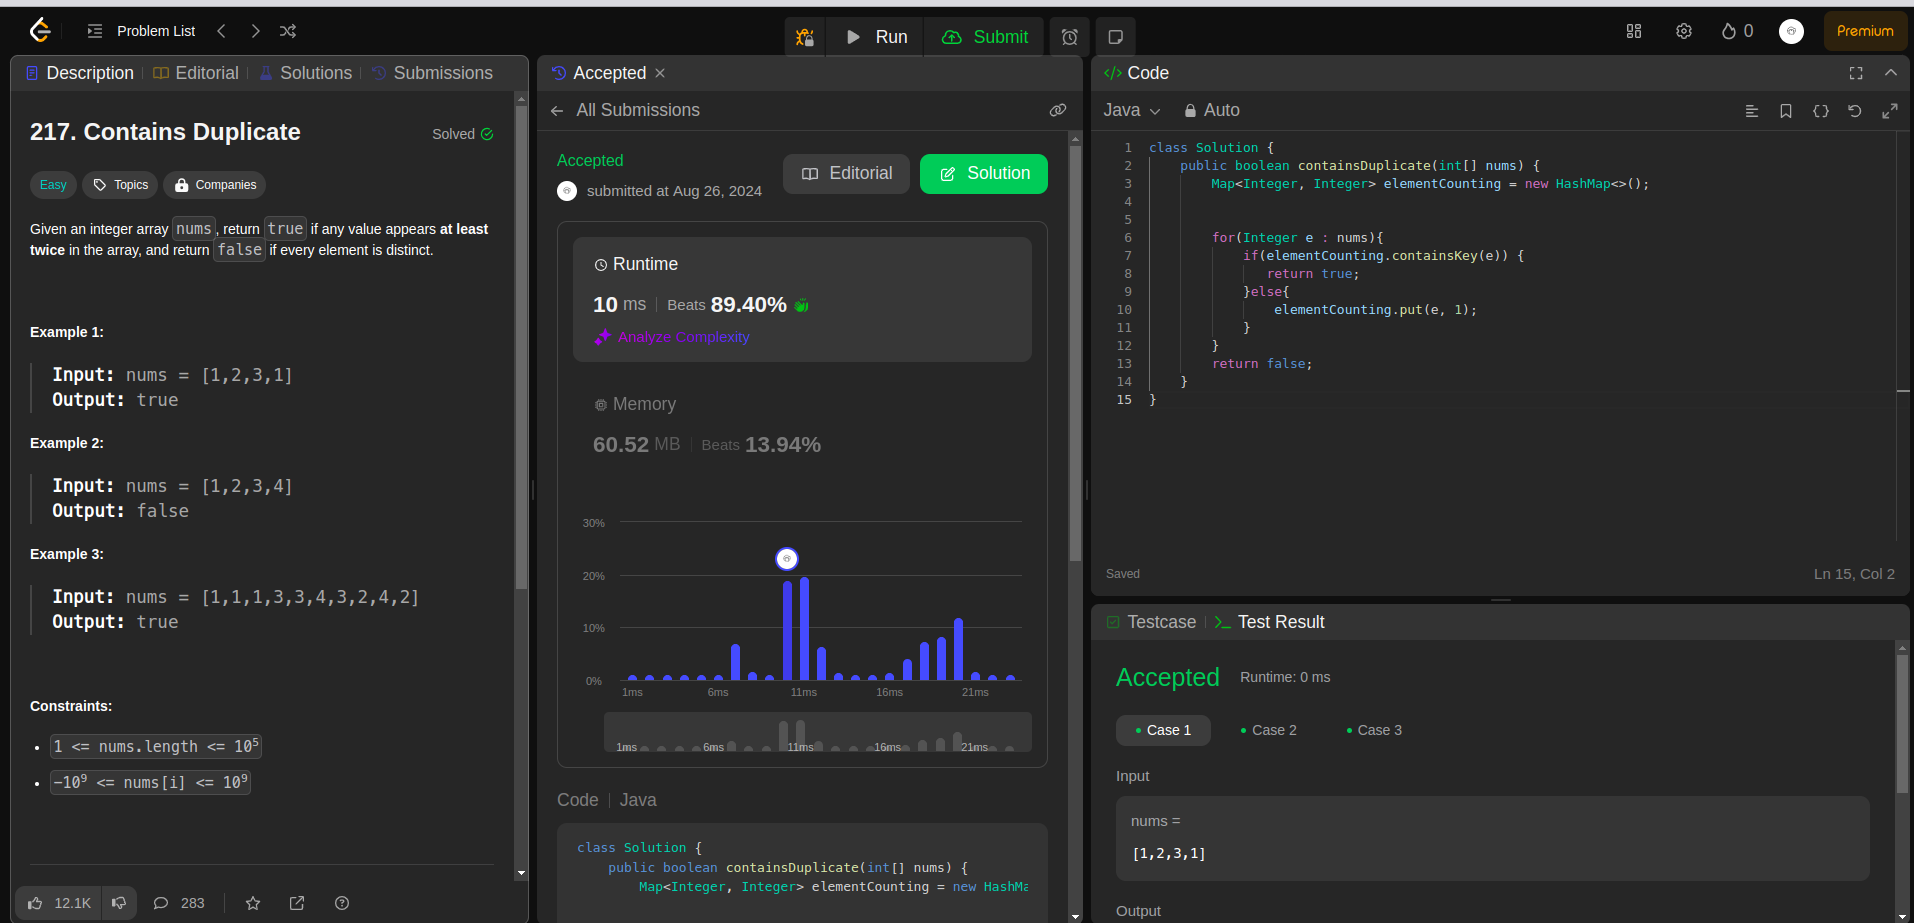 Problem List
Run
Submit
0
Premium
Description
Editorial
Solutions
Submissions
217. Contains Duplicate
Solved
Easy
Topics
Companies
Given an integer array nums, return true if any value appears at least
twice in the array, and return false if every element is distinct.
Example 1:
Input: nums = [1,2,3,1]
Output: true
Example 2:
Input: nums = [1,2,3,4]
Output: false
Example 3:
Input: nums = [1,1,1,3,3,4,3,2,4,2]
Output: true
Constraints:
• 1 <= nums.length <= 10⁵
• −10⁹ <= nums[i] <= 10⁹
12.1K
283
Accepted
All Submissions
Accepted
submitted at Aug 26, 2024
Editorial
Solution
Runtime
10 ms | Beats 89.40%
Analyze Complexity
Memory
60.52 MB | Beats 13.94%
30%
20%
10%
0%
1ms 6ms 11ms 16ms 21ms
1ms 6ms 11ms 16ms 21ms
Code | Java
class Solution {
    public boolean containsDuplicate(int[] nums) {
        Map<Integer, Integer> elementCounting = new HashMa
Code
Java
Auto
1 class Solution {
2     public boolean containsDuplicate(int[] nums) {
3         Map<Integer, Integer> elementCounting = new HashMap<>();
4
5
6         for(Integer e : nums){
7             if(elementCounting.containsKey(e)) {
8                return true;
9             }else{
10                 elementCounting.put(e, 1);
11             }
12         }
13         return false;
14     }
15 }
Saved
Ln 15, Col 2
Testcase
Test Result
Accepted
Runtime: 0 ms
• Case 1
• Case 2
• Case 3
Input
nums =
[1,2,3,1]
Output